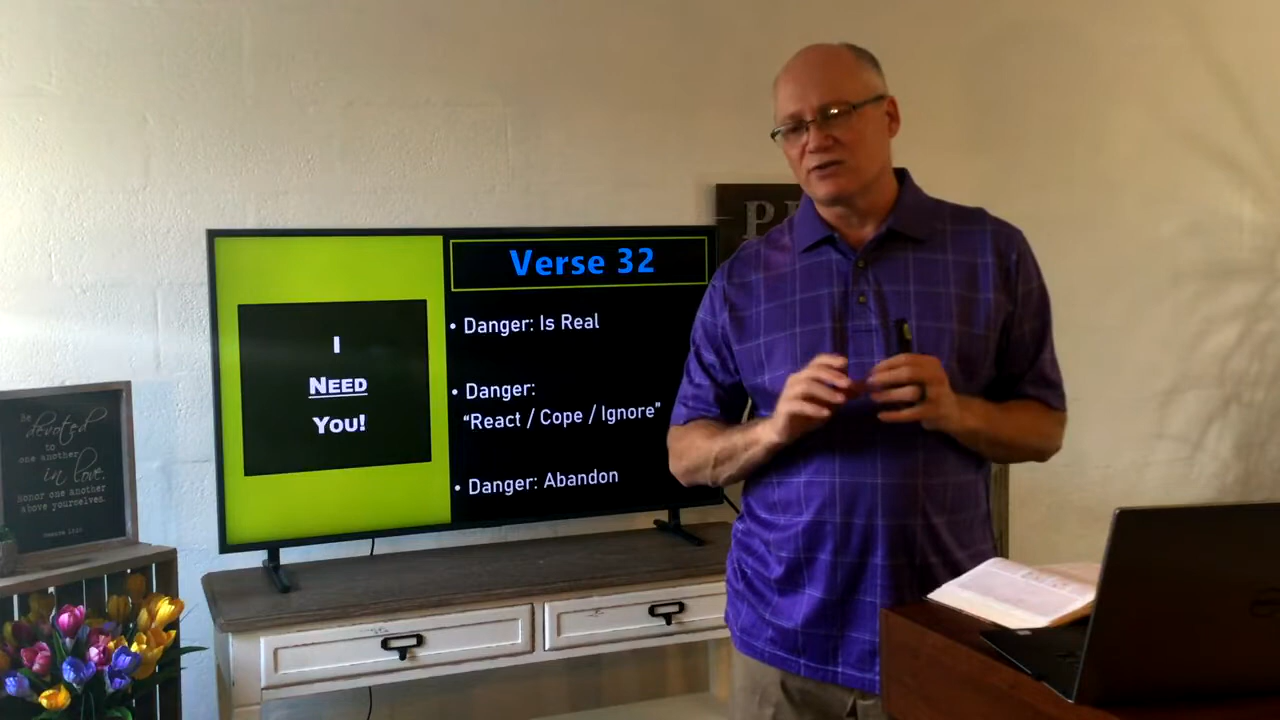 I
NEED
YOU!
Verse 32
• Danger: Is Real
• Danger:
"React / Cope / Ignore"
• Danger: Abandon
Be
devoted
to
one another
in love.
Honor one another
above yourselves.